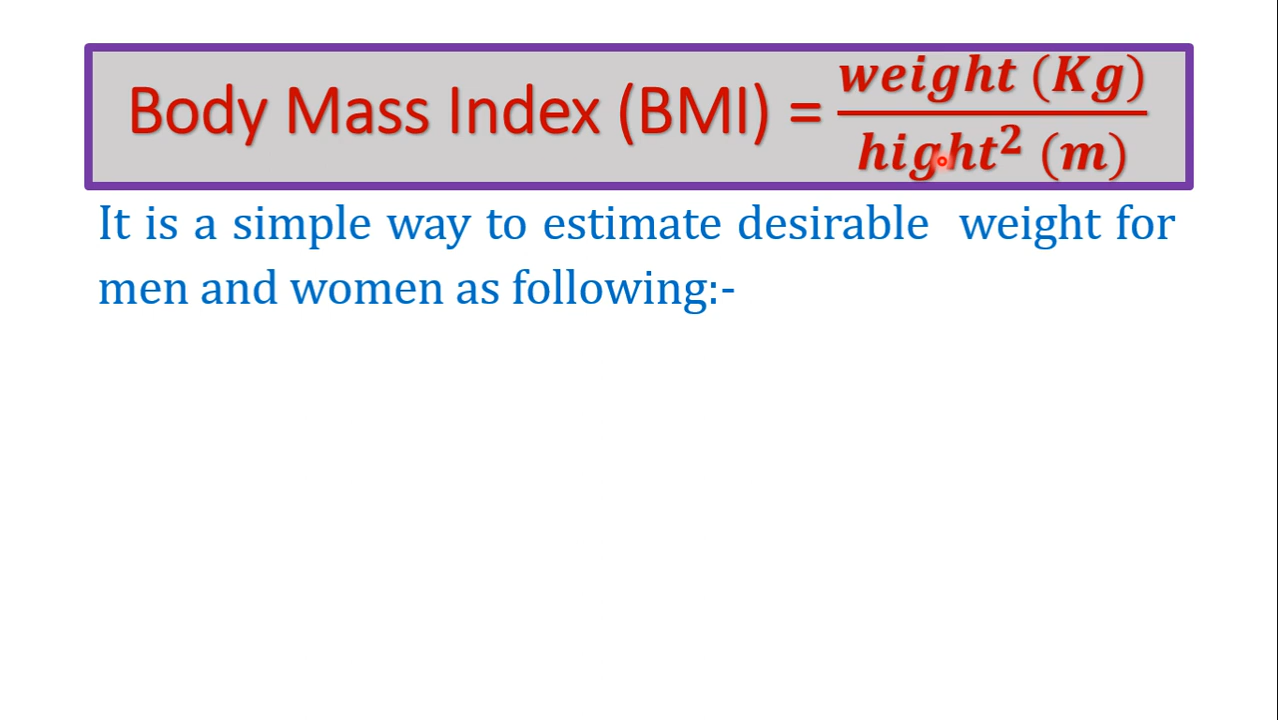 Body Mass Index (BMI) = weight (Kg) / hight² (m)
It is a simple way to estimate desirable weight for
men and women as following:-